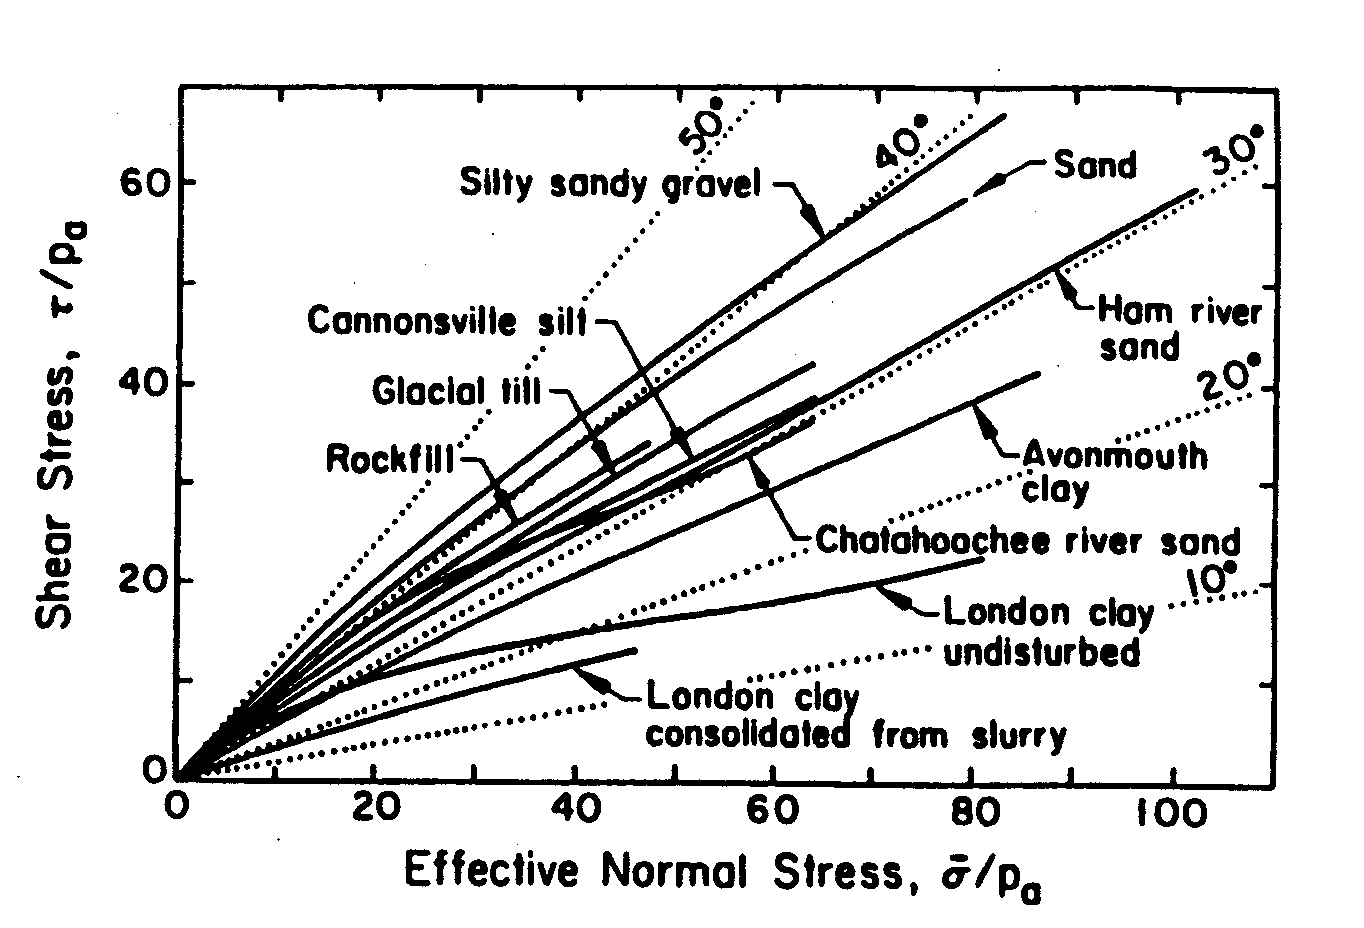 50°
40°
30°
60
Silty sandy gravel
Sand
Cannonsville silt
Ham river
sand
40
Glacial till
20°
Rockfill
Avonmouth
clay
Chatahoochee river sand
20
10°
London clay
undisturbed
London clay
consolidated from slurry
0
0 20 40 60 80 100
Effective Normal Stress, σ̄/pₐ
Shear Stress, τ/pₐ